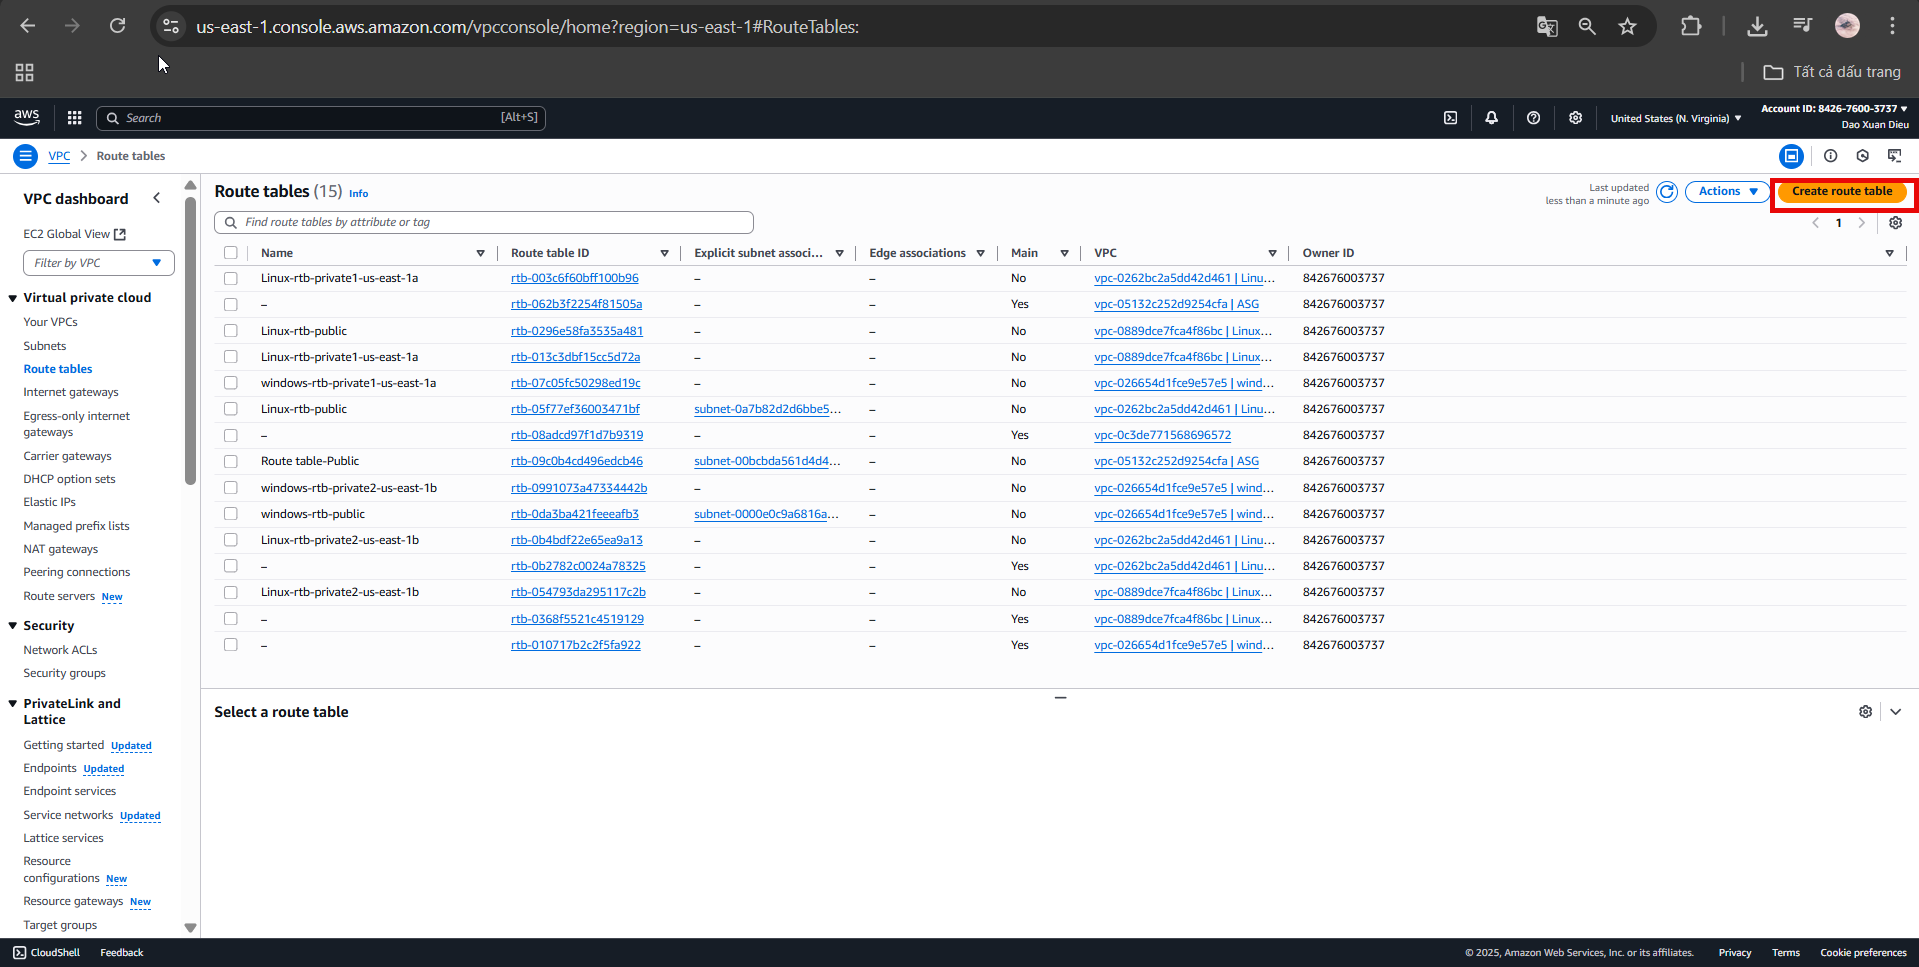 us-east-1.console.aws.amazon.com/vpcconsole/home?region=us-east-1#RouteTables:
Tất cả dấu trang
aws
Search
[Alt+S]
United States (N. Virginia)
Account ID: 8426-7600-3737
Dao Xuan Dieu
VPC
Route tables
VPC dashboard
EC2 Global View
Filter by VPC
Virtual private cloud
Your VPCs
Subnets
Route tables
Internet gateways
Egress-only internet
gateways
Carrier gateways
DHCP option sets
Elastic IPs
Managed prefix lists
NAT gateways
Peering connections
Route servers New
Security
Network ACLs
Security groups
PrivateLink and
Lattice
Getting started Updated
Endpoints Updated
Endpoint services
Service networks Updated
Lattice services
Resource
configurations New
Resource gateways New
Target groups
Route tables (15) Info
Last updated
less than a minute ago
Actions
Create route table
Find route tables by attribute or tag
1
Name Route table ID Explicit subnet associ... Edge associations Main VPC Owner ID
Linux-rtb-private1-us-east-1a rtb-003c6f60bff100b96 – – No vpc-0262bc2a5dd42d461 | Linu... 842676003737
– rtb-062b3f2254f81505a – – Yes vpc-05132c252d9254cfa | ASG 842676003737
Linux-rtb-public rtb-0296e58fa3535a481 – – No vpc-0889dce7fca4f86bc | Linux... 842676003737
Linux-rtb-private1-us-east-1a rtb-013c3dbf15cc5d72a – – No vpc-0889dce7fca4f86bc | Linux... 842676003737
windows-rtb-private1-us-east-1a rtb-07c05fc50298ed19c – – No vpc-026654d1fce9e57e5 | wind... 842676003737
Linux-rtb-public rtb-05f77ef36003471bf subnet-0a7b82d2d6bbe5... – No vpc-0262bc2a5dd42d461 | Linu... 842676003737
– rtb-08adcd97f1d7b9319 – – Yes vpc-0c3de771568696572 842676003737
Route table-Public rtb-09c0b4cd496edcb46 subnet-00bcbda561d4d4... – No vpc-05132c252d9254cfa | ASG 842676003737
windows-rtb-private2-us-east-1b rtb-0991073a47334442b – – No vpc-026654d1fce9e57e5 | wind... 842676003737
windows-rtb-public rtb-0da3ba421feeeafb3 subnet-0000e0c9a6816a... – No vpc-026654d1fce9e57e5 | wind... 842676003737
Linux-rtb-private2-us-east-1b rtb-0b4bdf22e65ea9a13 – – No vpc-0262bc2a5dd42d461 | Linu... 842676003737
– rtb-0b2782c0024a78325 – – Yes vpc-0262bc2a5dd42d461 | Linu... 842676003737
Linux-rtb-private2-us-east-1b rtb-054793da295117c2b – – No vpc-0889dce7fca4f86bc | Linux... 842676003737
– rtb-0368f5521c4519129 – – Yes vpc-0889dce7fca4f86bc | Linux... 842676003737
– rtb-010717b2c2f5fa922 – – Yes vpc-026654d1fce9e57e5 | wind... 842676003737
Select a route table
CloudShell
Feedback
© 2025, Amazon Web Services, Inc. or its affiliates.
Privacy
Terms
Cookie preferences